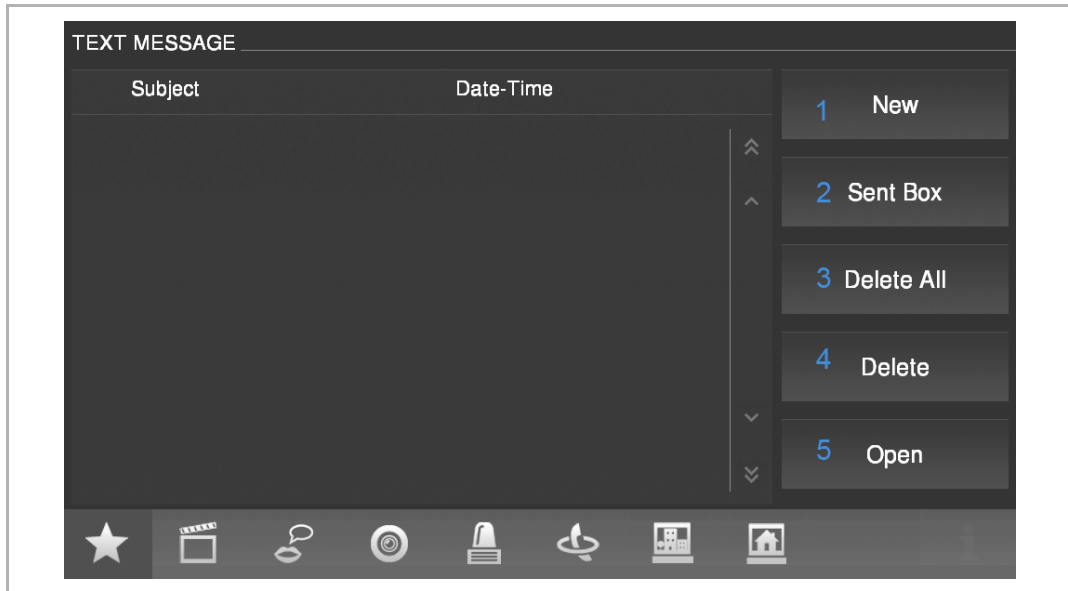 TEXT MESSAGE
Subject Date-Time
1 New
2 Sent Box
3 Delete All
4 Delete
5 Open